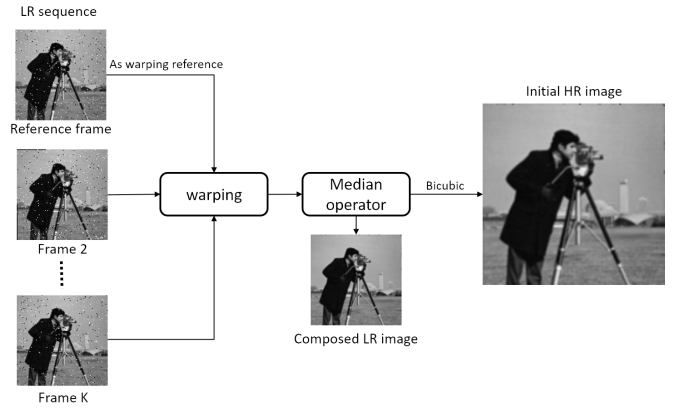 LR sequence
As warping reference
Reference frame
Frame 2
Frame K
warping
Median
operator
Bicubic
Composed LR image
Initial HR image